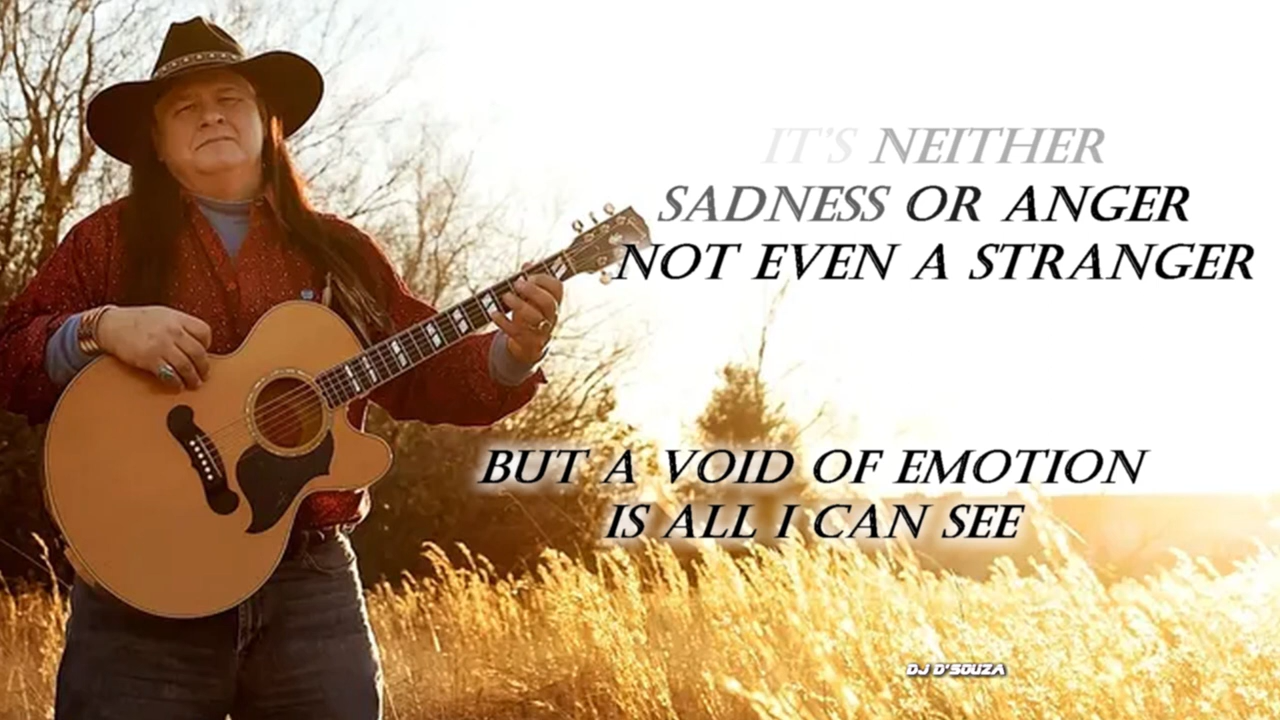 IT'S NEITHER
SADNESS OR ANGER
NOT EVEN A STRANGER
BUT A VOID OF EMOTION
IS ALL I CAN SEE
DJ D'SOUZA